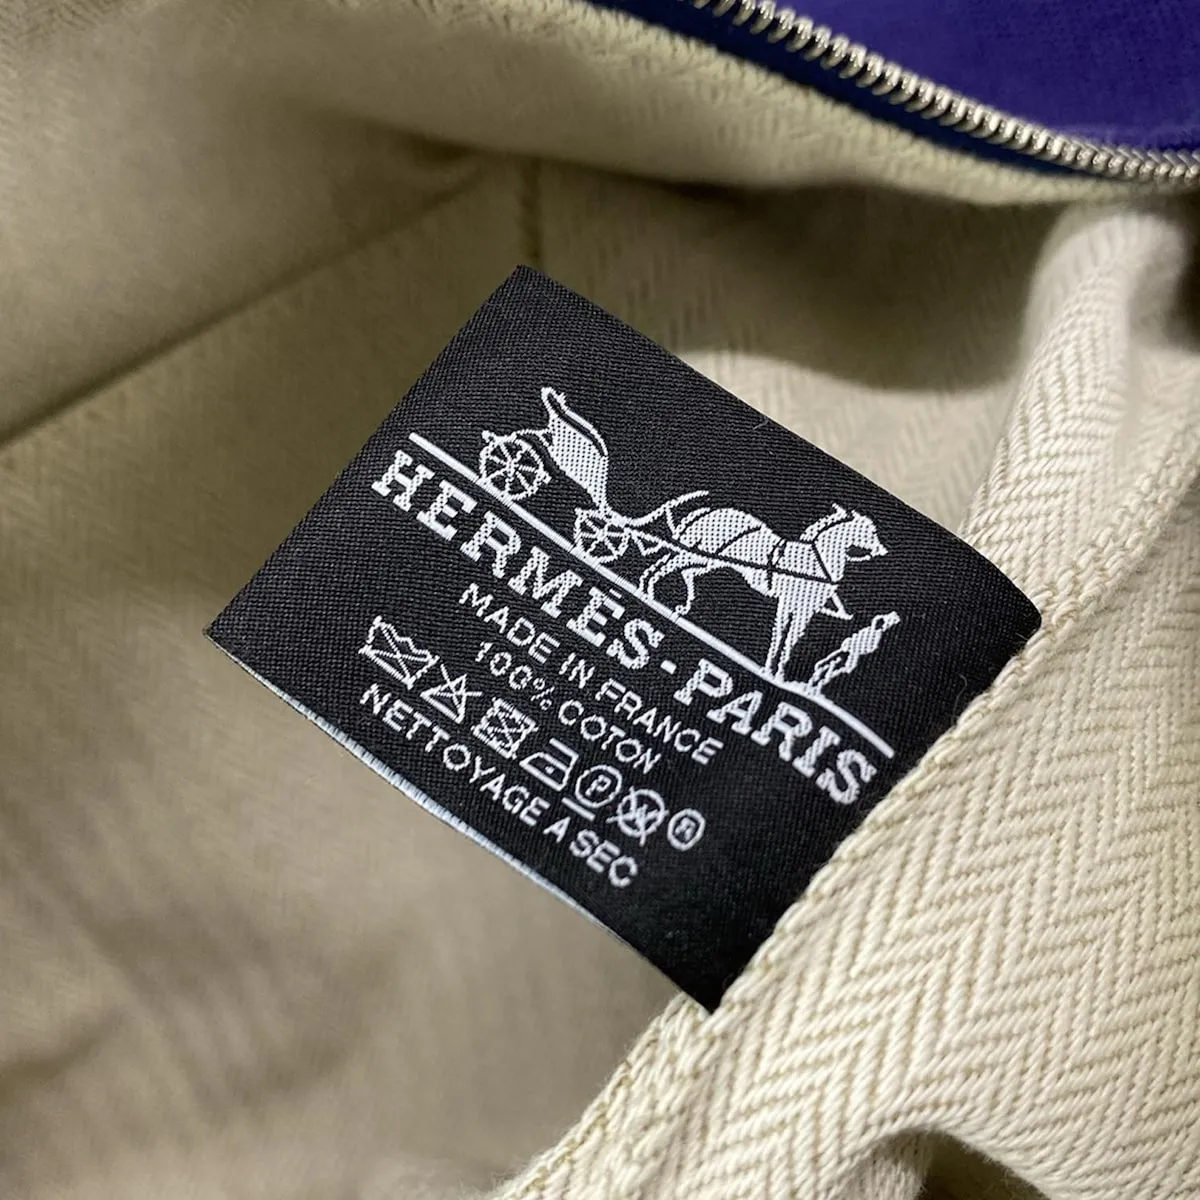 HERMÈS-PARIS
MADE IN FRANCE
100% COTON
P W R
NETTOYAGE A SEC